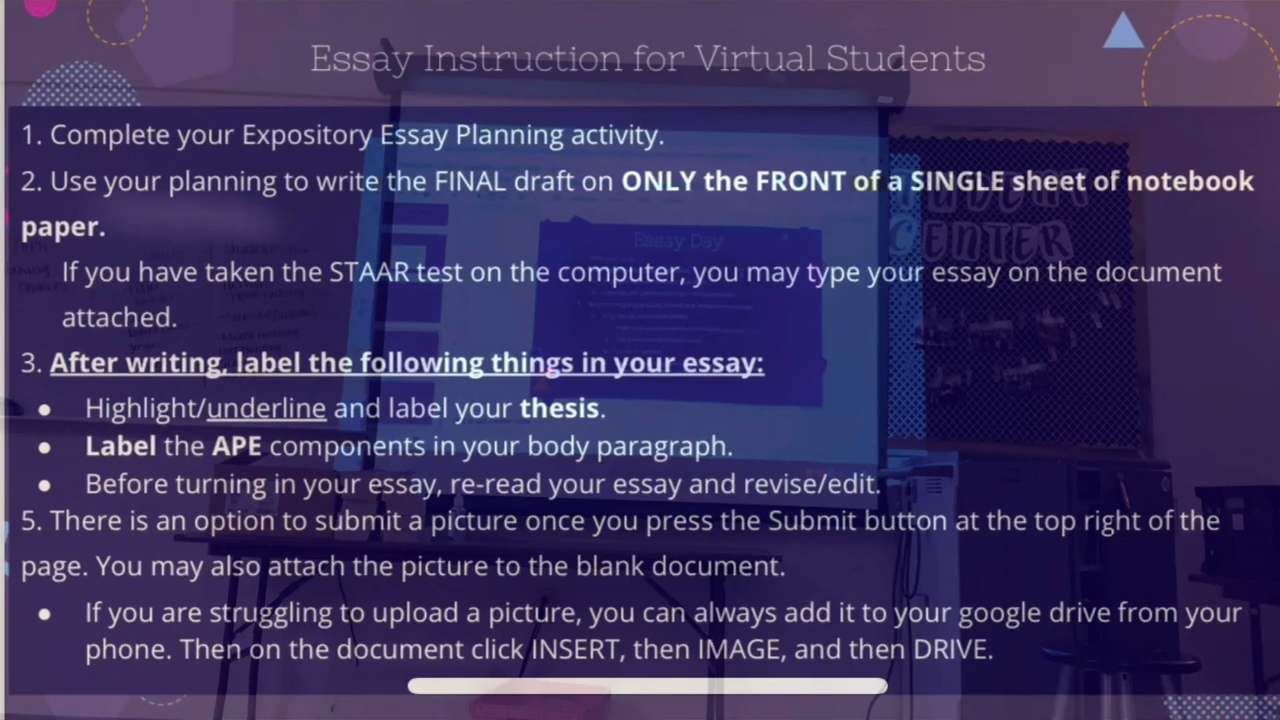 Essay Instruction for Virtual Students
1. Complete your Expository Essay Planning activity.
2. Use your planning to write the FINAL draft on ONLY the FRONT of a SINGLE sheet of notebook
paper.
If you have taken the STAAR test on the computer, you may type your essay on the document
attached.
3. After writing, label the following things in your essay:
● Highlight/underline and label your thesis.
● Label the APE components in your body paragraph.
● Before turning in your essay, re-read your essay and revise/edit.
5. There is an option to submit a picture once you press the Submit button at the top right of the
page. You may also attach the picture to the blank document.
● If you are struggling to upload a picture, you can always add it to your google drive from your
phone. Then on the document click INSERT, then IMAGE, and then DRIVE.
Essay Day
CENTER